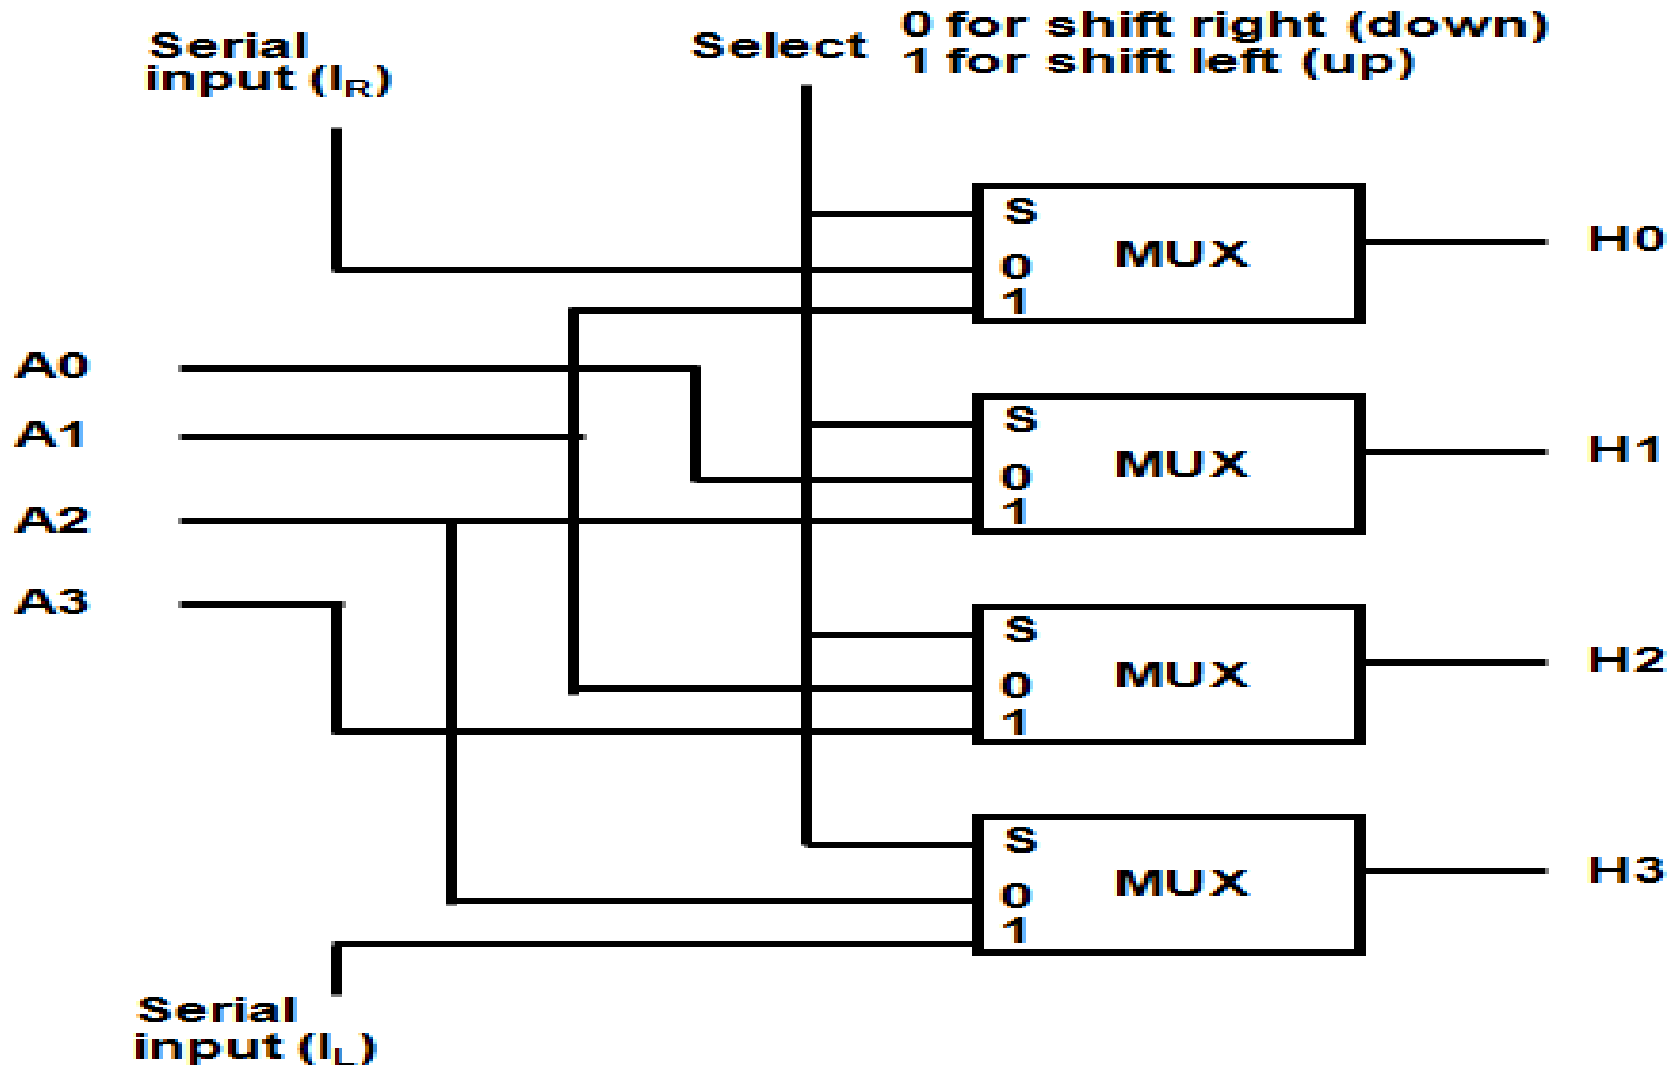 Serial
input (IR)
Select
0 for shift right (down)
1 for shift left (up)
S
0
1
MUX
H0
A0
A1
A2
A3
S
0
1
MUX
H1
S
0
1
MUX
H2
S
0
1
MUX
H3
Serial
input (IL)